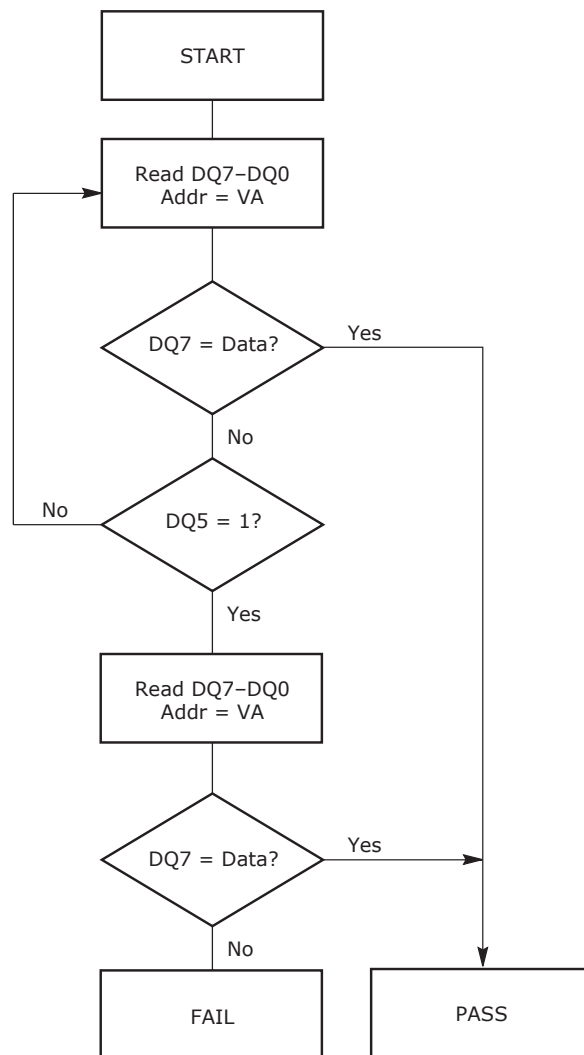 START
Read DQ7–DQ0
Addr = VA
DQ7 = Data?
Yes
No
No
DQ5 = 1?
Yes
Read DQ7–DQ0
Addr = VA
DQ7 = Data?
Yes
No
FAIL
PASS